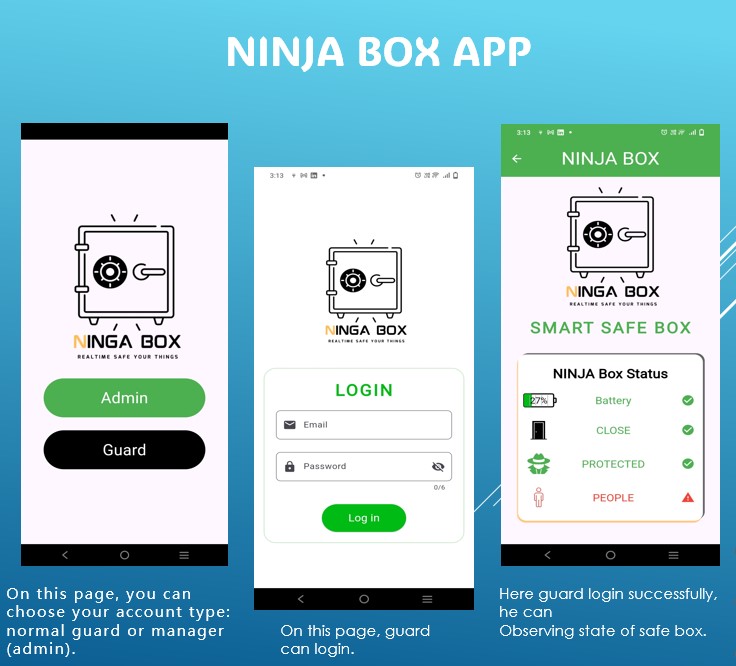 NINJA BOX APP
NINGA BOX
REALTIME SAFE YOUR THINGS
Admin
Guard
On this page, you can
choose your account type:
normal guard or manager
(admin).
3:13
NINGA BOX
REALTIME SAFE YOUR THINGS
LOGIN
Email
Password
0/6
Log in
On this page, guard
can login.
3:13
NINJA BOX
NINGA BOX
REALTIME SAFE YOUR THINGS
SMART SAFE BOX
NINJA Box Status
27% Battery
CLOSE
PROTECTED
PEOPLE
Here guard login successfully,
he can
Observing state of safe box.